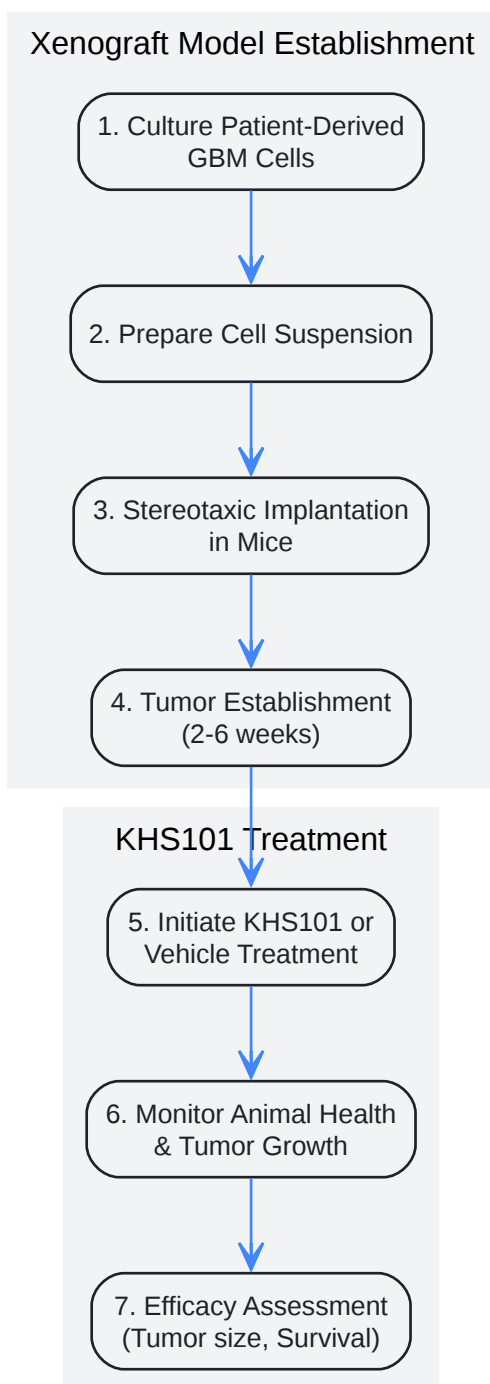 Xenograft Model Establishment
1. Culture Patient-Derived
GBM Cells
2. Prepare Cell Suspension
3. Stereotaxic Implantation
in Mice
4. Tumor Establishment
(2-6 weeks)
KHS101 Treatment
5. Initiate KHS101 or
Vehicle Treatment
6. Monitor Animal Health
& Tumor Growth
7. Efficacy Assessment
(Tumor size, Survival)